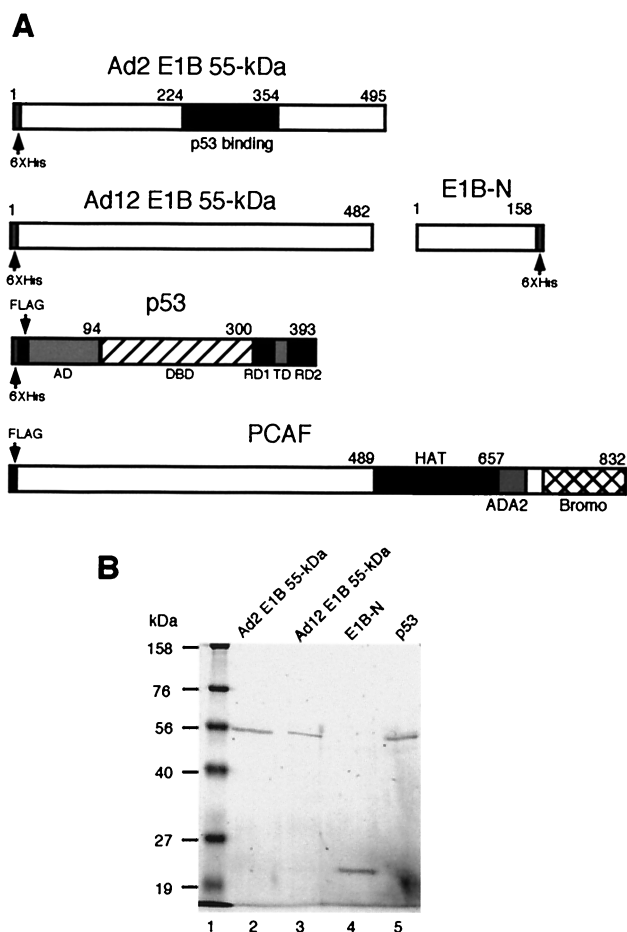 A
Ad2 E1B 55-kDa
1 224 354 495
p53 binding
6XHis
Ad12 E1B 55-kDa
1 482
6XHis
E1B-N
1 158
6XHis
FLAG
p53
94 300 393
AD DBD RD1 TD RD2
6XHis
FLAG
PCAF
489 HAT 657 832
ADA2 Bromo
B
kDa
Ad2 E1B 55-kDa
Ad12 E1B 55-kDa
E1B-N
p53
158
76
56
40
27
19
1 2 3 4 5